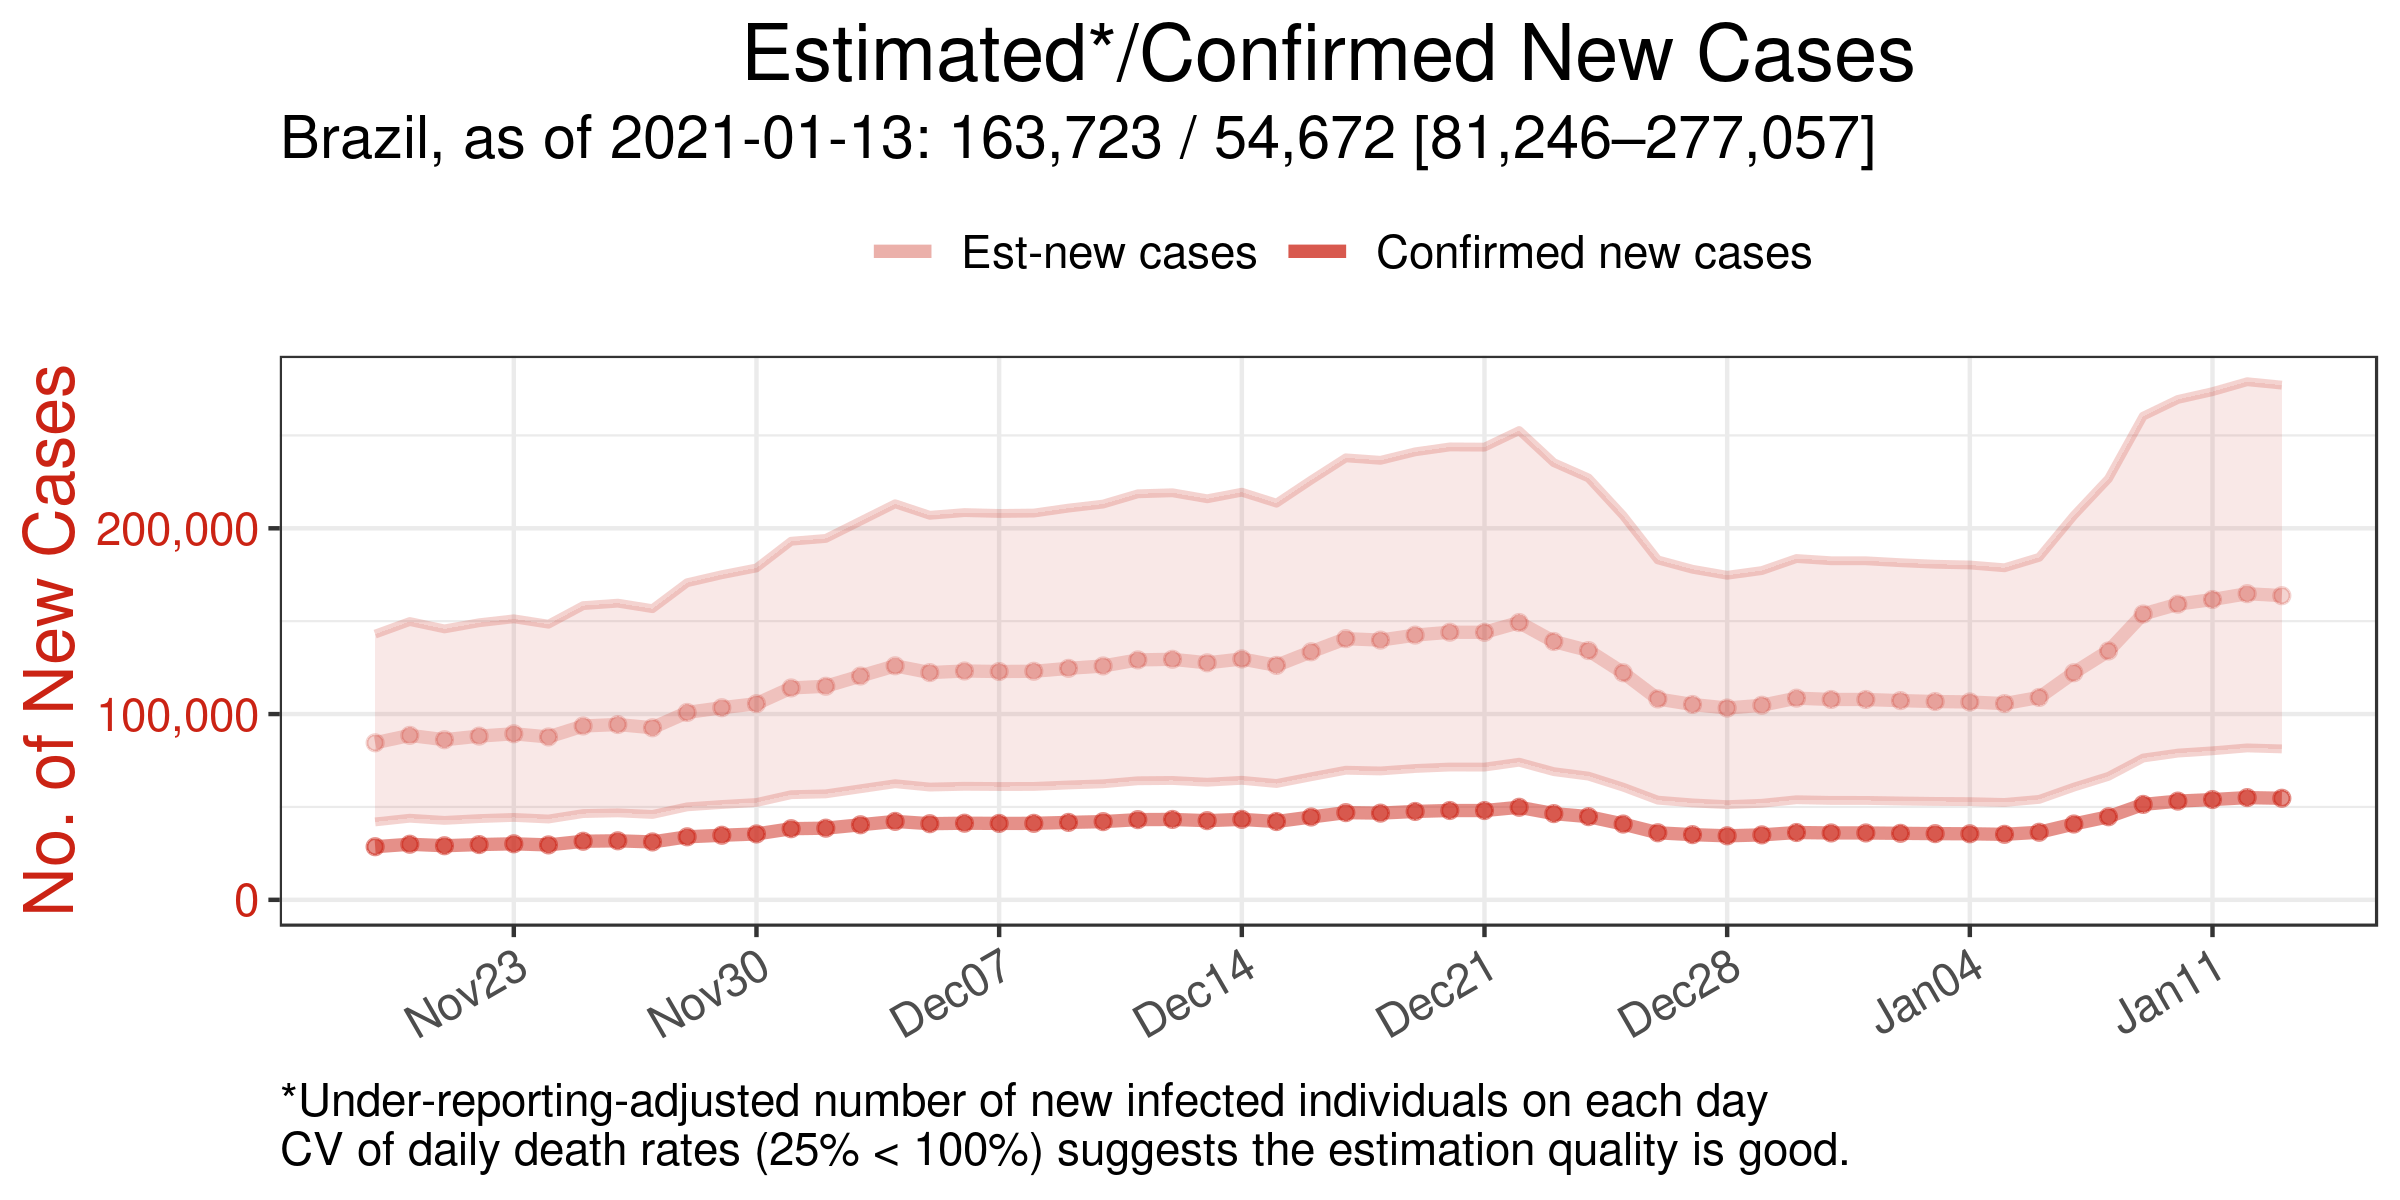 Estimated*/Confirmed New Cases
Brazil, as of 2021-01-13: 163,723 / 54,672 [81,246–277,057]
Est-new cases
Confirmed new cases
No. of New Cases
200,000
100,000
0
Nov23
Nov30
Dec07
Dec14
Dec21
Dec28
Jan04
Jan11
*Under-reporting-adjusted number of new infected individuals on each day
CV of daily death rates (25% < 100%) suggests the estimation quality is good.